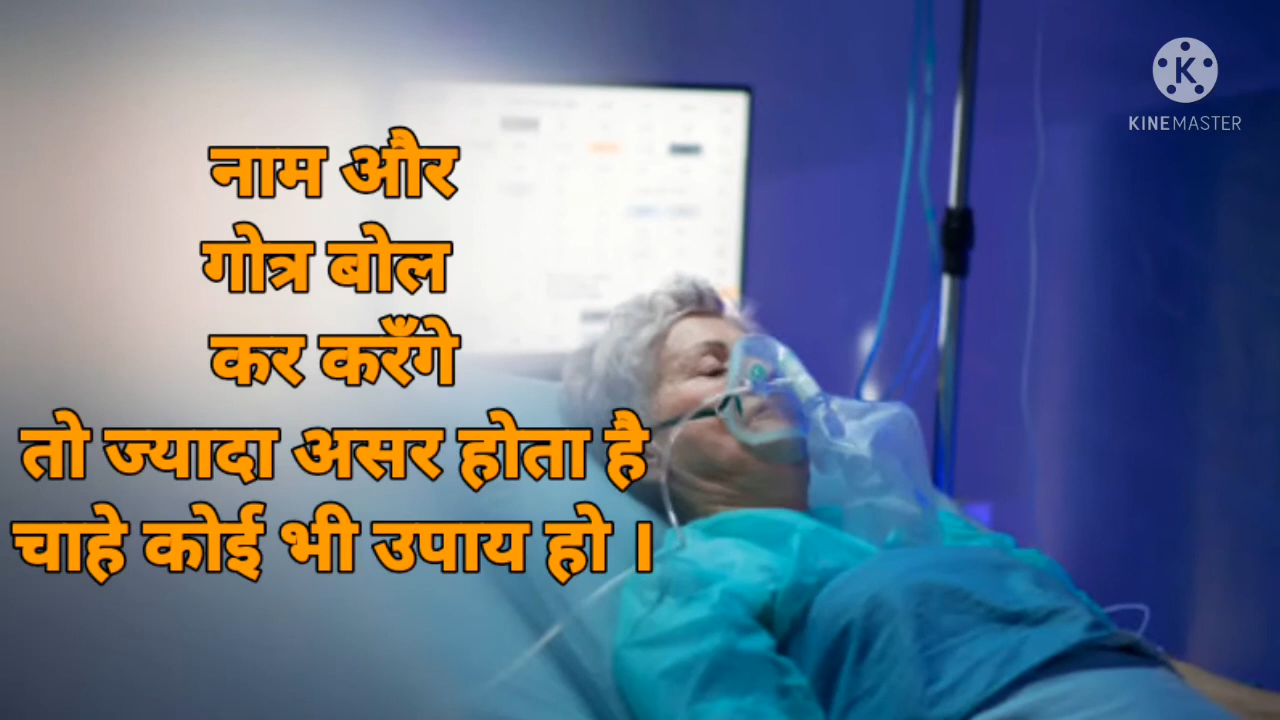 नाम और
गोत्र बोल
कर करेँगे
तो ज्यादा असर होता है
चाहे कोई भी उपाय हो ।
K
KINEMASTER